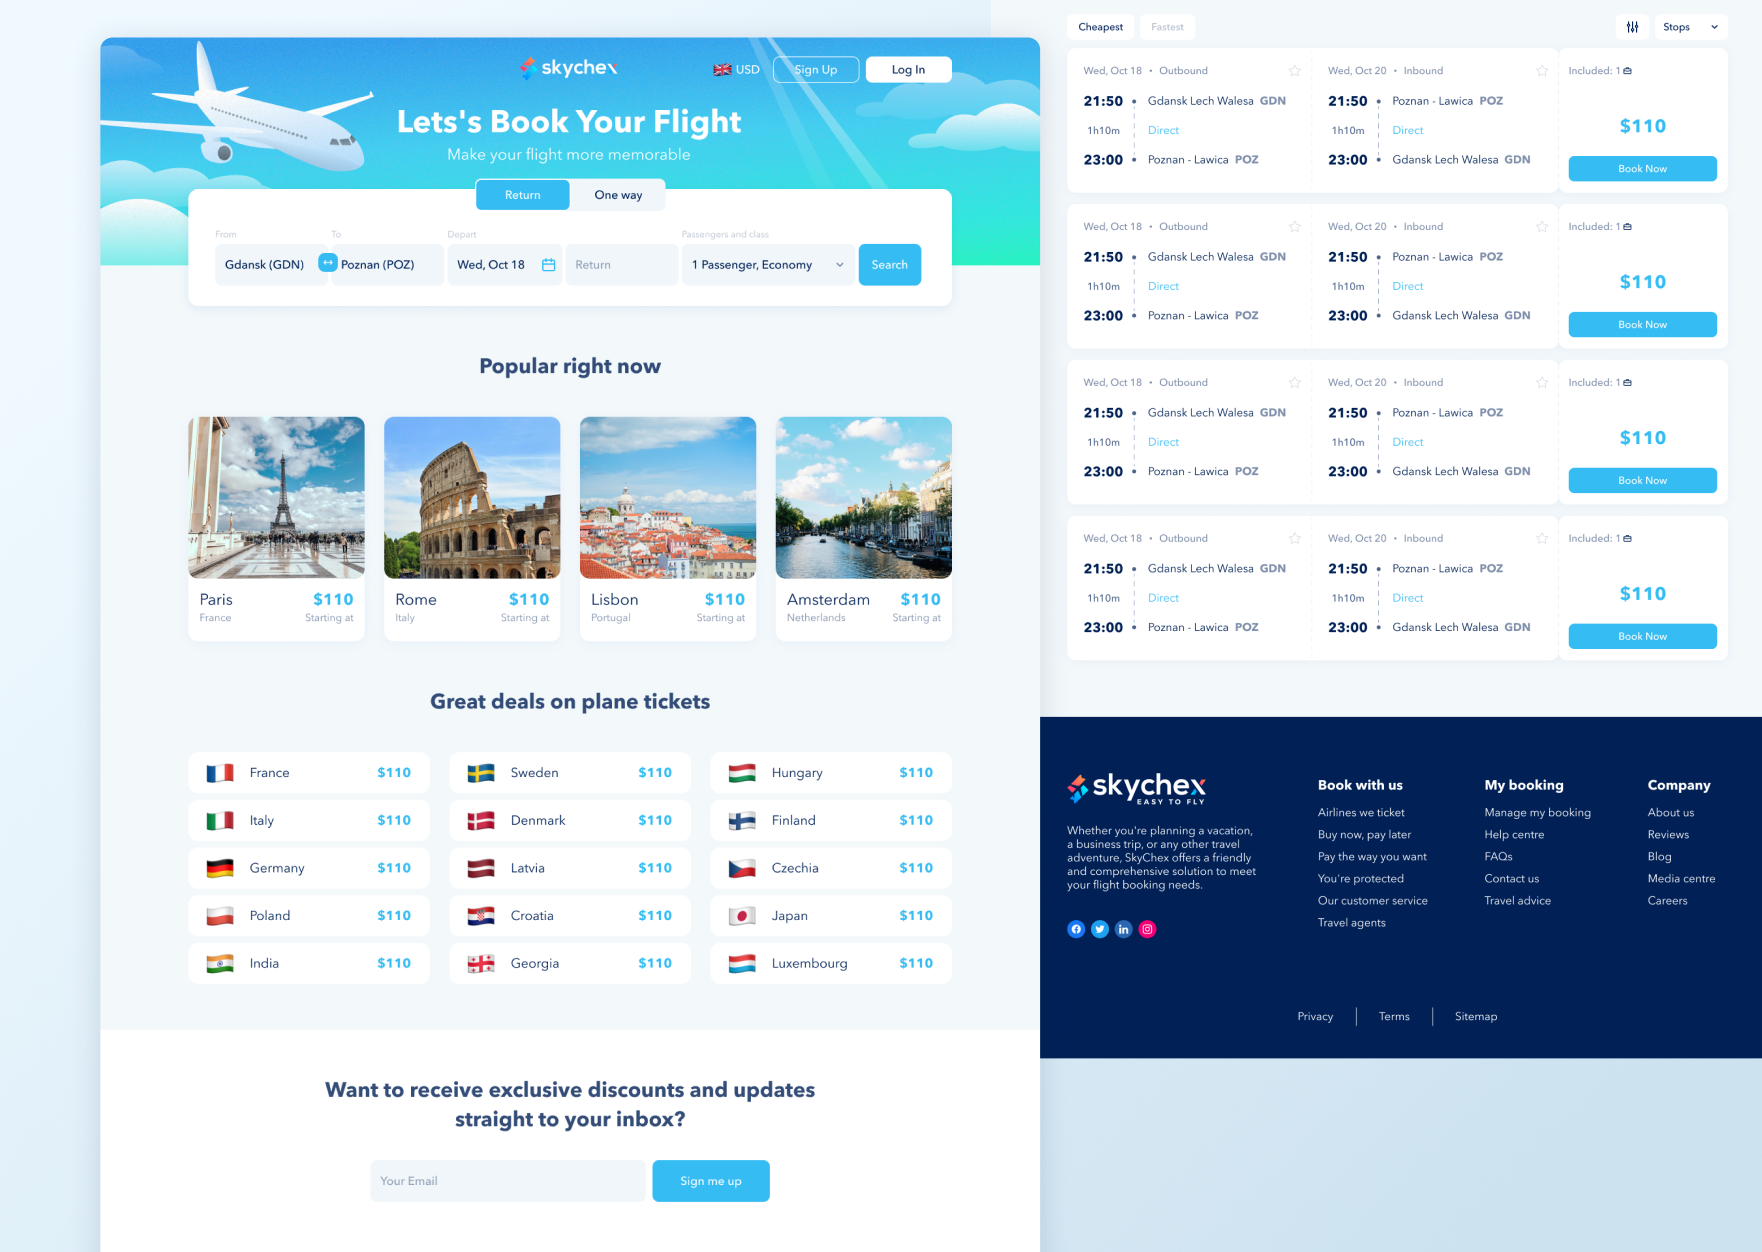 skychex
USD
Sign Up
Log In
Lets's Book Your Flight
Make your flight more memorable
Return
One way
From
To
Depart
Passengers and class
Gdansk (GDN)
Poznan (POZ)
Wed, Oct 18
Return
1 Passenger, Economy
Search
Popular right now
Paris $110
France Starting at
Rome $110
Italy Starting at
Lisbon $110
Portugal Starting at
Amsterdam $110
Netherlands Starting at
Great deals on plane tickets
France $110
Sweden $110
Hungary $110
Italy $110
Denmark $110
Finland $110
Germany $110
Latvia $110
Czechia $110
Poland $110
Croatia $110
Japan $110
India $110
Georgia $110
Luxembourg $110
Want to receive exclusive discounts and updates
straight to your inbox?
Your Email
Sign me up
Cheapest
Fastest
Stops
Wed, Oct 18 • Outbound
21:50 Gdansk Lech Walesa GDN
1h10m Direct
23:00 Poznan - Lawica POZ
Wed, Oct 20 • Inbound
21:50 Poznan - Lawica POZ
1h10m Direct
23:00 Gdansk Lech Walesa GDN
Included: 1
$110
Book Now
Wed, Oct 18 • Outbound
21:50 Gdansk Lech Walesa GDN
1h10m Direct
23:00 Poznan - Lawica POZ
Wed, Oct 20 • Inbound
21:50 Poznan - Lawica POZ
1h10m Direct
23:00 Gdansk Lech Walesa GDN
Included: 1
$110
Book Now
Wed, Oct 18 • Outbound
21:50 Gdansk Lech Walesa GDN
1h10m Direct
23:00 Poznan - Lawica POZ
Wed, Oct 20 • Inbound
21:50 Poznan - Lawica POZ
1h10m Direct
23:00 Gdansk Lech Walesa GDN
Included: 1
$110
Book Now
Wed, Oct 18 • Outbound
21:50 Gdansk Lech Walesa GDN
1h10m Direct
23:00 Poznan - Lawica POZ
Wed, Oct 20 • Inbound
21:50 Poznan - Lawica POZ
1h10m Direct
23:00 Gdansk Lech Walesa GDN
Included: 1
$110
Book Now
skychex
EASY TO FLY
Whether you're planning a vacation,
a business trip, or any other travel
adventure, SkyChex offers a friendly
and comprehensive solution to meet
your flight booking needs.
Book with us
Airlines we ticket
Buy now, pay later
Pay the way you want
You're protected
Our customer service
Travel agents
My booking
Manage my booking
Help centre
FAQs
Contact us
Travel advice
Company
About us
Reviews
Blog
Media centre
Careers
Privacy
Terms
Sitemap